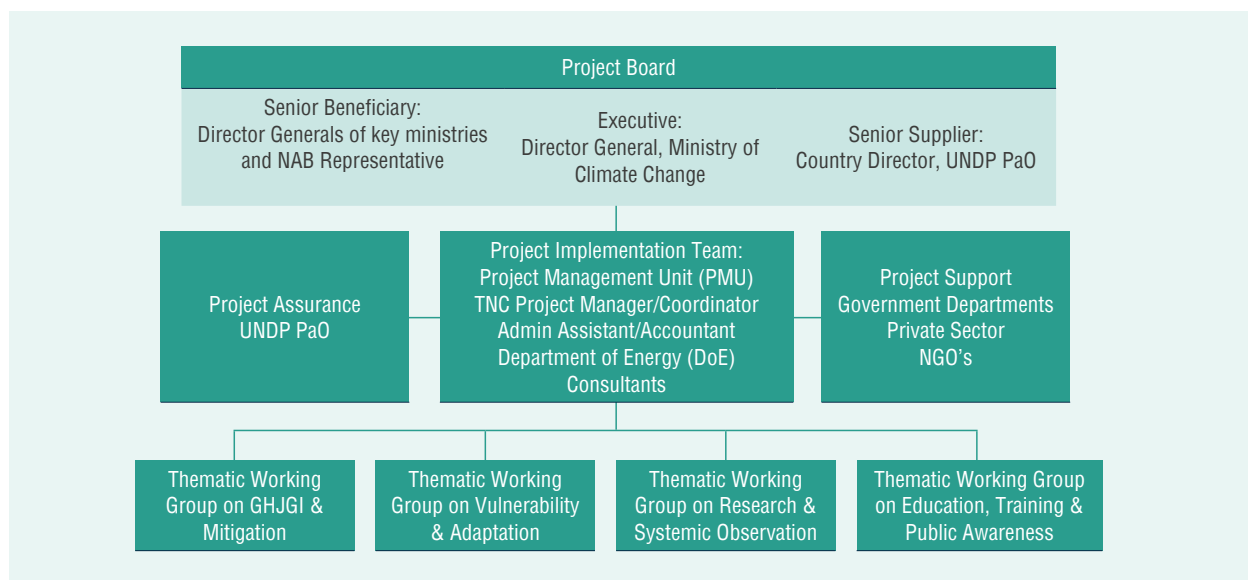 Project Board
Senior Beneficiary:
Director Generals of key ministries
and NAB Representative
Executive:
Director General, Ministry of
Climate Change
Senior Supplier:
Country Director, UNDP PaO
Project Assurance
UNDP PaO
Project Implementation Team:
Project Management Unit (PMU)
TNC Project Manager/Coordinator
Admin Assistant/Accountant
Department of Energy (DoE)
Consultants
Project Support
Government Departments
Private Sector
NGO's
Thematic Working
Group on GHJGI &
Mitigation
Thematic Working
Group on Vulnerability
& Adaptation
Thematic Working
Group on Research &
Systemic Observation
Thematic Working Group
on Education, Training &
Public Awareness